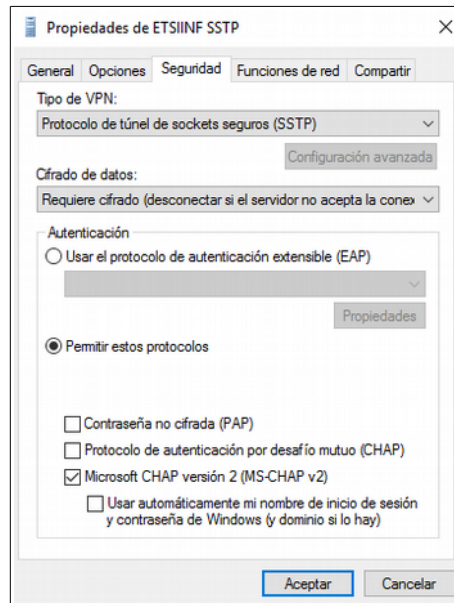 Propiedades de ETSIINF SSTP
General Opciones Seguridad Funciones de red Compartir
Tipo de VPN:
Protocolo de túnel de sockets seguros (SSTP)
Configuración avanzada
Cifrado de datos:
Requiere cifrado (desconectar si el servidor no acepta la conex
Autenticación
Usar el protocolo de autenticación extensible (EAP)
Propiedades
Permitir estos protocolos
Contraseña no cifrada (PAP)
Protocolo de autenticación por desafío mutuo (CHAP)
Microsoft CHAP versión 2 (MS-CHAP v2)
Usar automáticamente mi nombre de inicio de sesión
y contraseña de Windows (y dominio si lo hay)
Aceptar Cancelar